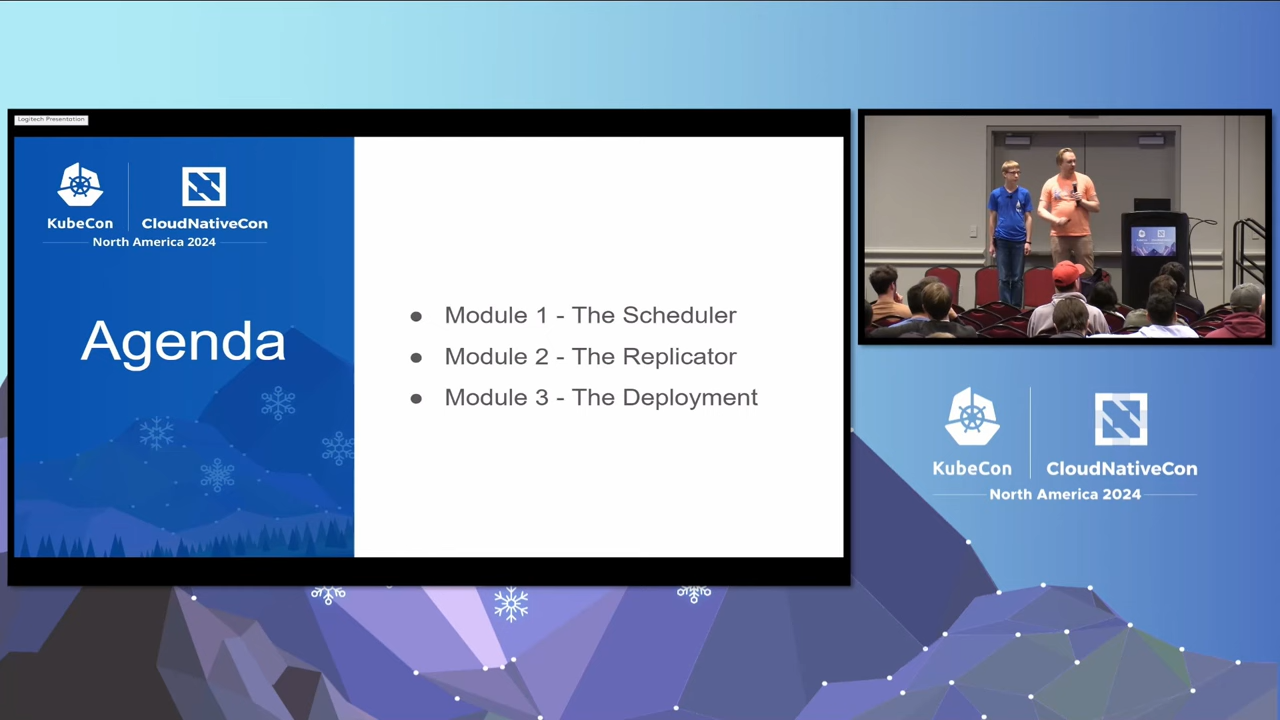 Logitech Presentation
KubeCon
CloudNativeCon
North America 2024
Agenda
● Module 1 - The Scheduler
● Module 2 - The Replicator
● Module 3 - The Deployment
KubeCon
CloudNativeCon
North America 2024